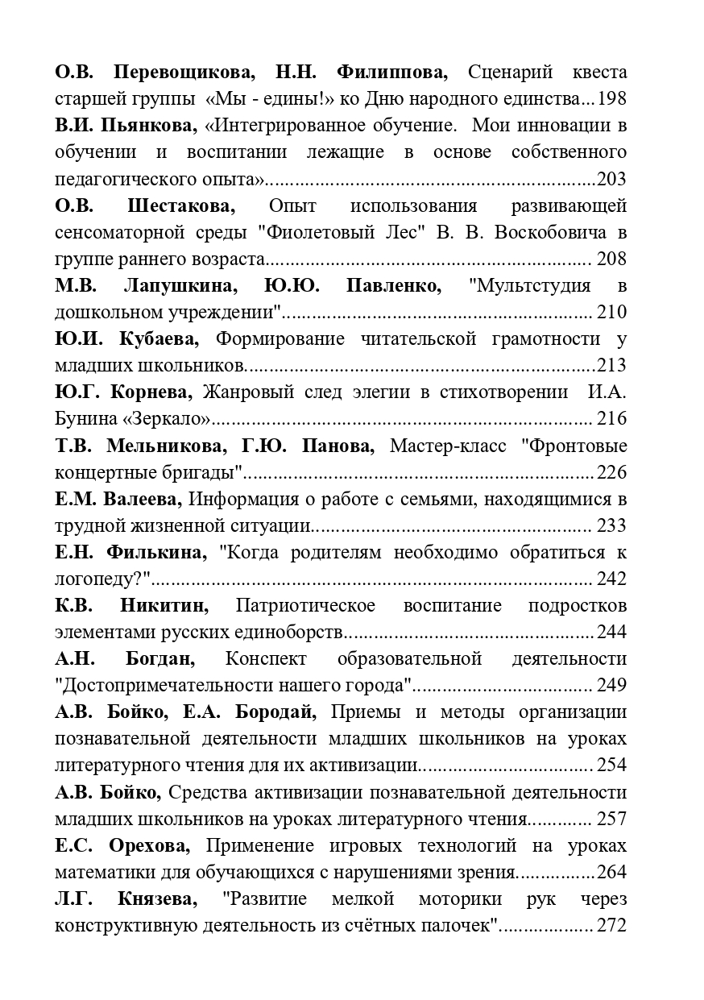 О.В. Перевощикова, Н.Н. Филиппова, Сценарий квеста
старшей группы «Мы - едины!» ко Дню народного единства...198
В.И. Пьянкова, «Интегрированное обучение. Мои инновации в
обучении и воспитании лежащие в основе собственного
педагогического опыта»..................................................................203
О.В. Шестакова, Опыт использования развивающей
сенсоматорной среды "Фиолетовый Лес" В. В. Воскобовича в
группе раннего возраста................................................................. 208
М.В. Лапушкина, Ю.Ю. Павленко, "Мультстудия в
дошкольном учреждении".............................................................. 210
Ю.И. Кубаева, Формирование читательской грамотности у
младших школьников......................................................................213
Ю.Г. Корнева, Жанровый след элегии в стихотворении И.А.
Бунина «Зеркало»............................................................................ 216
Т.В. Мельникова, Г.Ю. Панова, Мастер-класс "Фронтовые
концертные бригады"......................................................................226
Е.М. Валеева, Информация о работе с семьями, находящимися в
трудной жизненной ситуации........................................................ 233
Е.Н. Филькина, "Когда родителям необходимо обратиться к
логопеду?"........................................................................................ 242
К.В. Никитин, Патриотическое воспитание подростков
элементами русских единоборств..................................................244
А.Н. Богдан, Конспект образовательной деятельности
"Достопримечательности нашего города".................................... 249
А.В. Бойко, Е.А. Бородай, Приемы и методы организации
познавательной деятельности младших школьников на уроках
литературного чтения для их активизации................................... 254
А.В. Бойко, Средства активизации познавательной деятельности
младших школьников на уроках литературного чтения............. 257
Е.С. Орехова, Применение игровых технологий на уроках
математики для обучающихся с нарушениями зрения................264
Л.Г. Князева, "Развитие мелкой моторики рук через
конструктивную деятельность из счётных палочек"................... 272